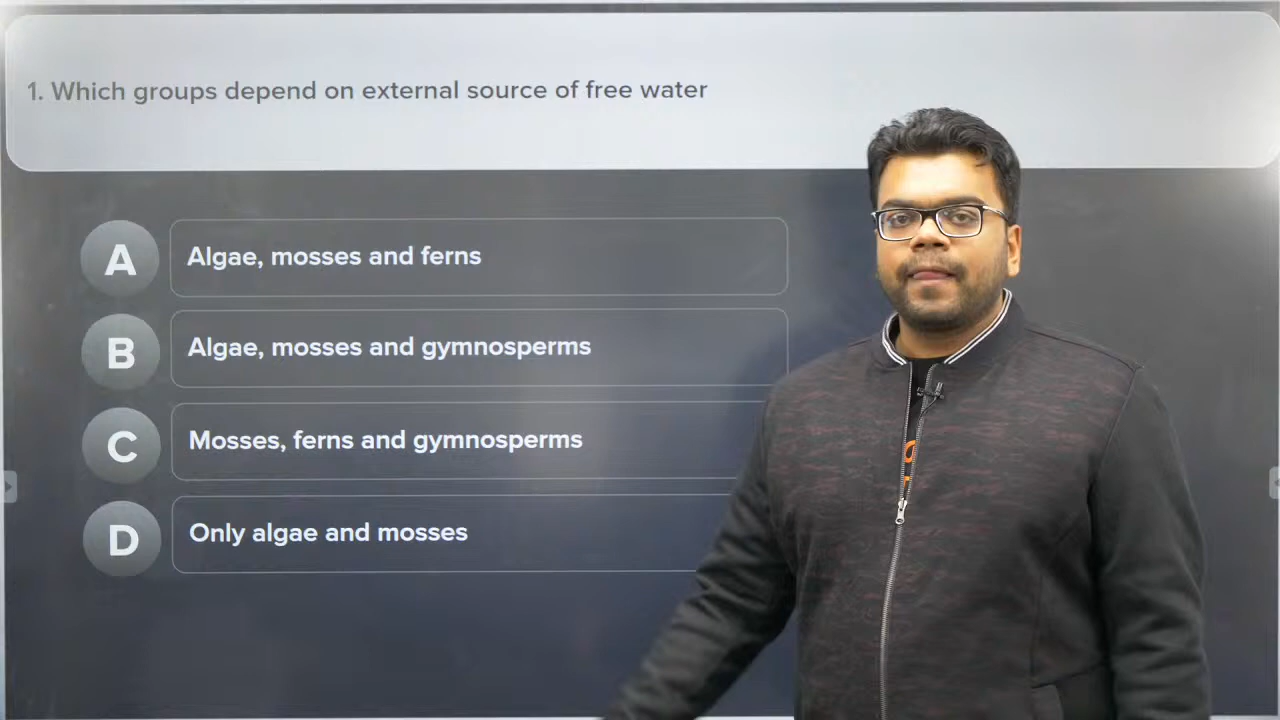 1. Which groups depend on external source of free water
A Algae, mosses and ferns
B Algae, mosses and gymnosperms
C Mosses, ferns and gymnosperms
D Only algae and mosses